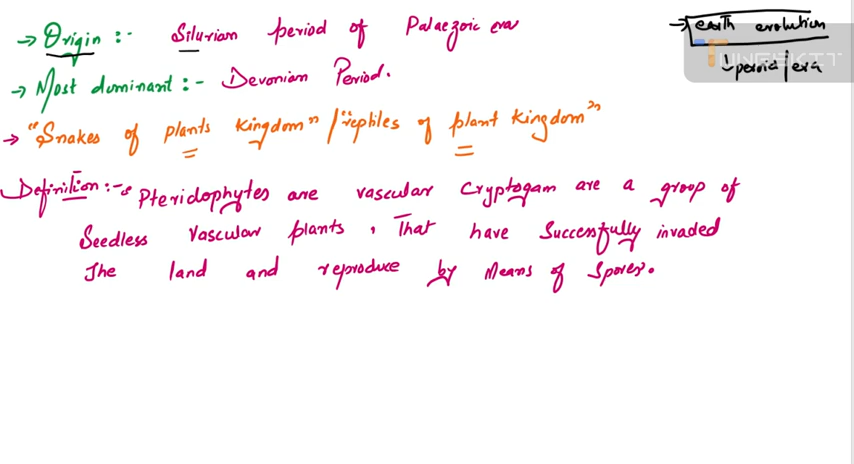 → Origin :- Silurian period of Palaezoic era
→ earth evolution
↳ period/era
→ Most dominant :- Devonian Period.
→ "Snakes of plants kingdom" / "reptiles of plant kingdom"
Definition :- Pteridophytes are vascular cryptogam are a group of
Seedless vascular plants, That have successfully invaded
The land and reproduce by Means of Spores.